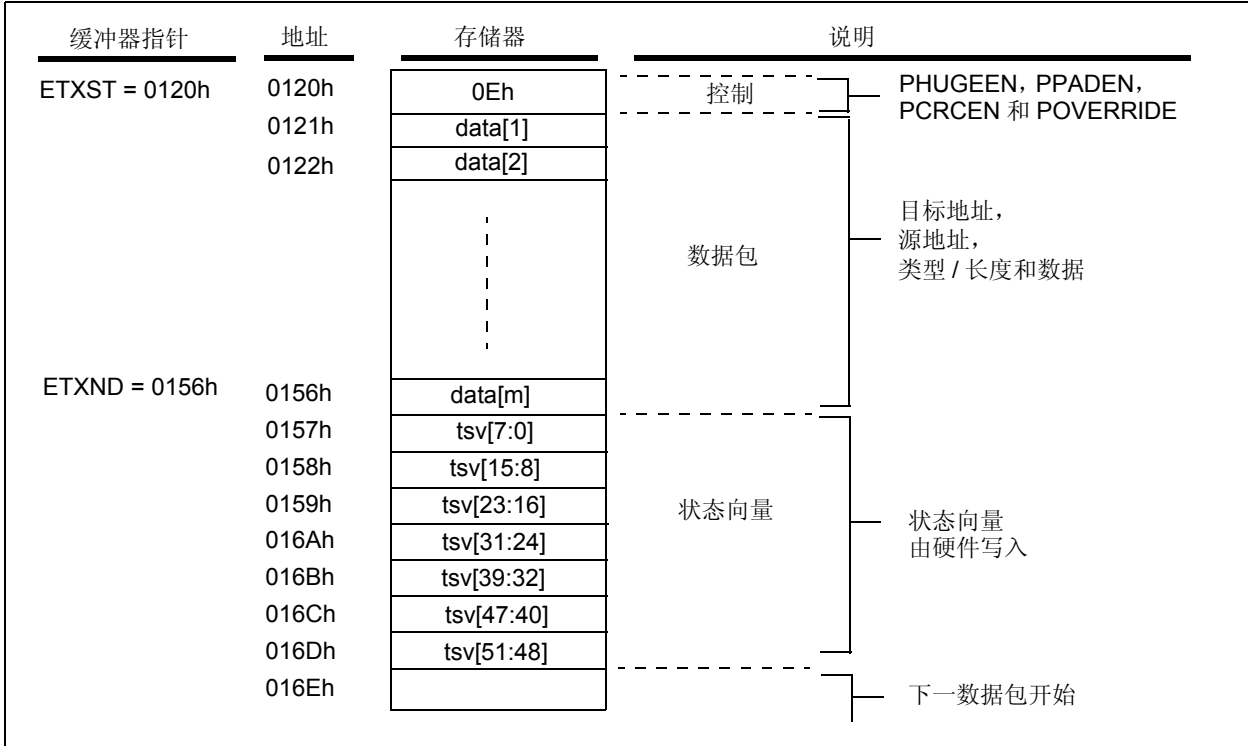 缓冲器指针 地址 存储器 说明
ETXST = 0120h 0120h 0Eh 控制 PHUGEEN，PPADEN，
PCRCEN 和 POVERRIDE
0121h data[1]
0122h data[2]
数据包
目标地址，
源地址，
类型 / 长度和数据
ETXND = 0156h 0156h data[m]
0157h tsv[7:0]
0158h tsv[15:8]
0159h tsv[23:16] 状态向量 状态向量
由硬件写入
016Ah tsv[31:24]
016Bh tsv[39:32]
016Ch tsv[47:40]
016Dh tsv[51:48]
016Eh 下一数据包开始